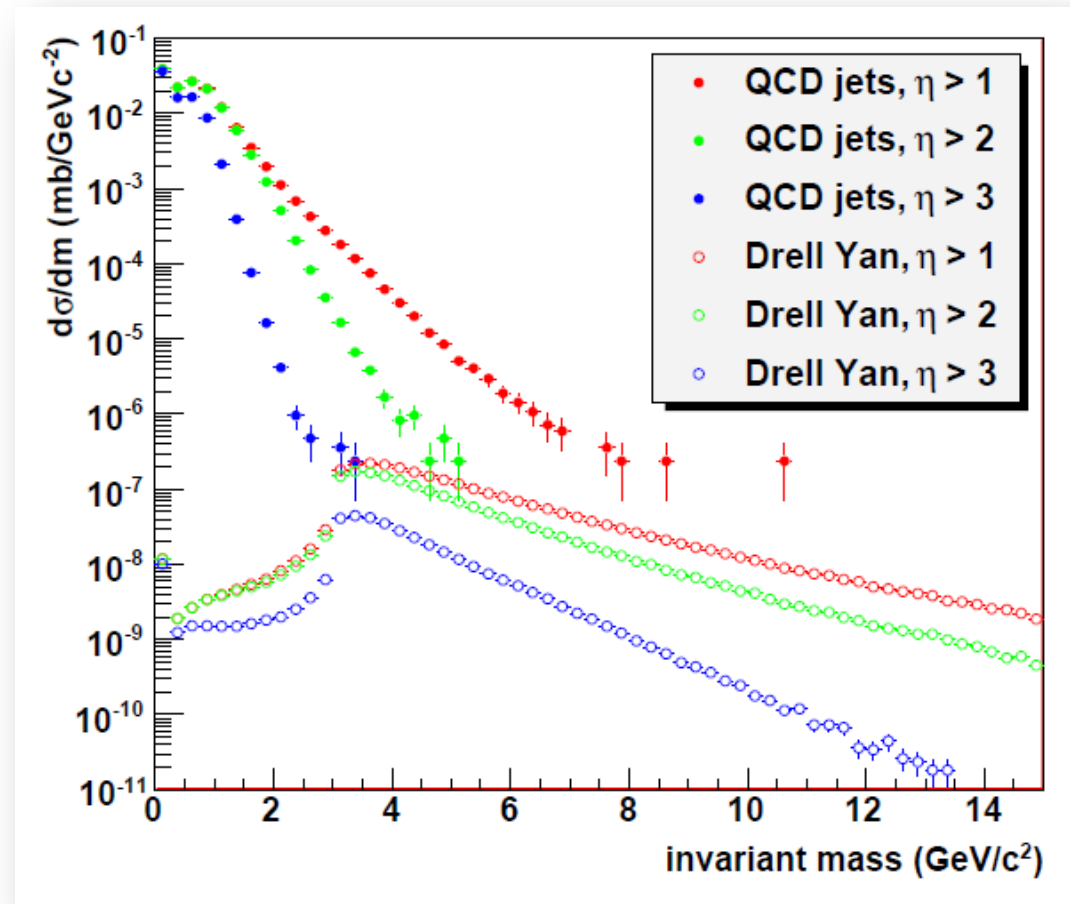 dσ/dm (mb/GeVc⁻²)
10⁻¹
10⁻²
10⁻³
10⁻⁴
10⁻⁵
10⁻⁶
10⁻⁷
10⁻⁸
10⁻⁹
10⁻¹⁰
10⁻¹¹
QCD jets, η > 1
QCD jets, η > 2
QCD jets, η > 3
Drell Yan, η > 1
Drell Yan, η > 2
Drell Yan, η > 3
0 2 4 6 8 10 12 14
invariant mass (GeV/c²)